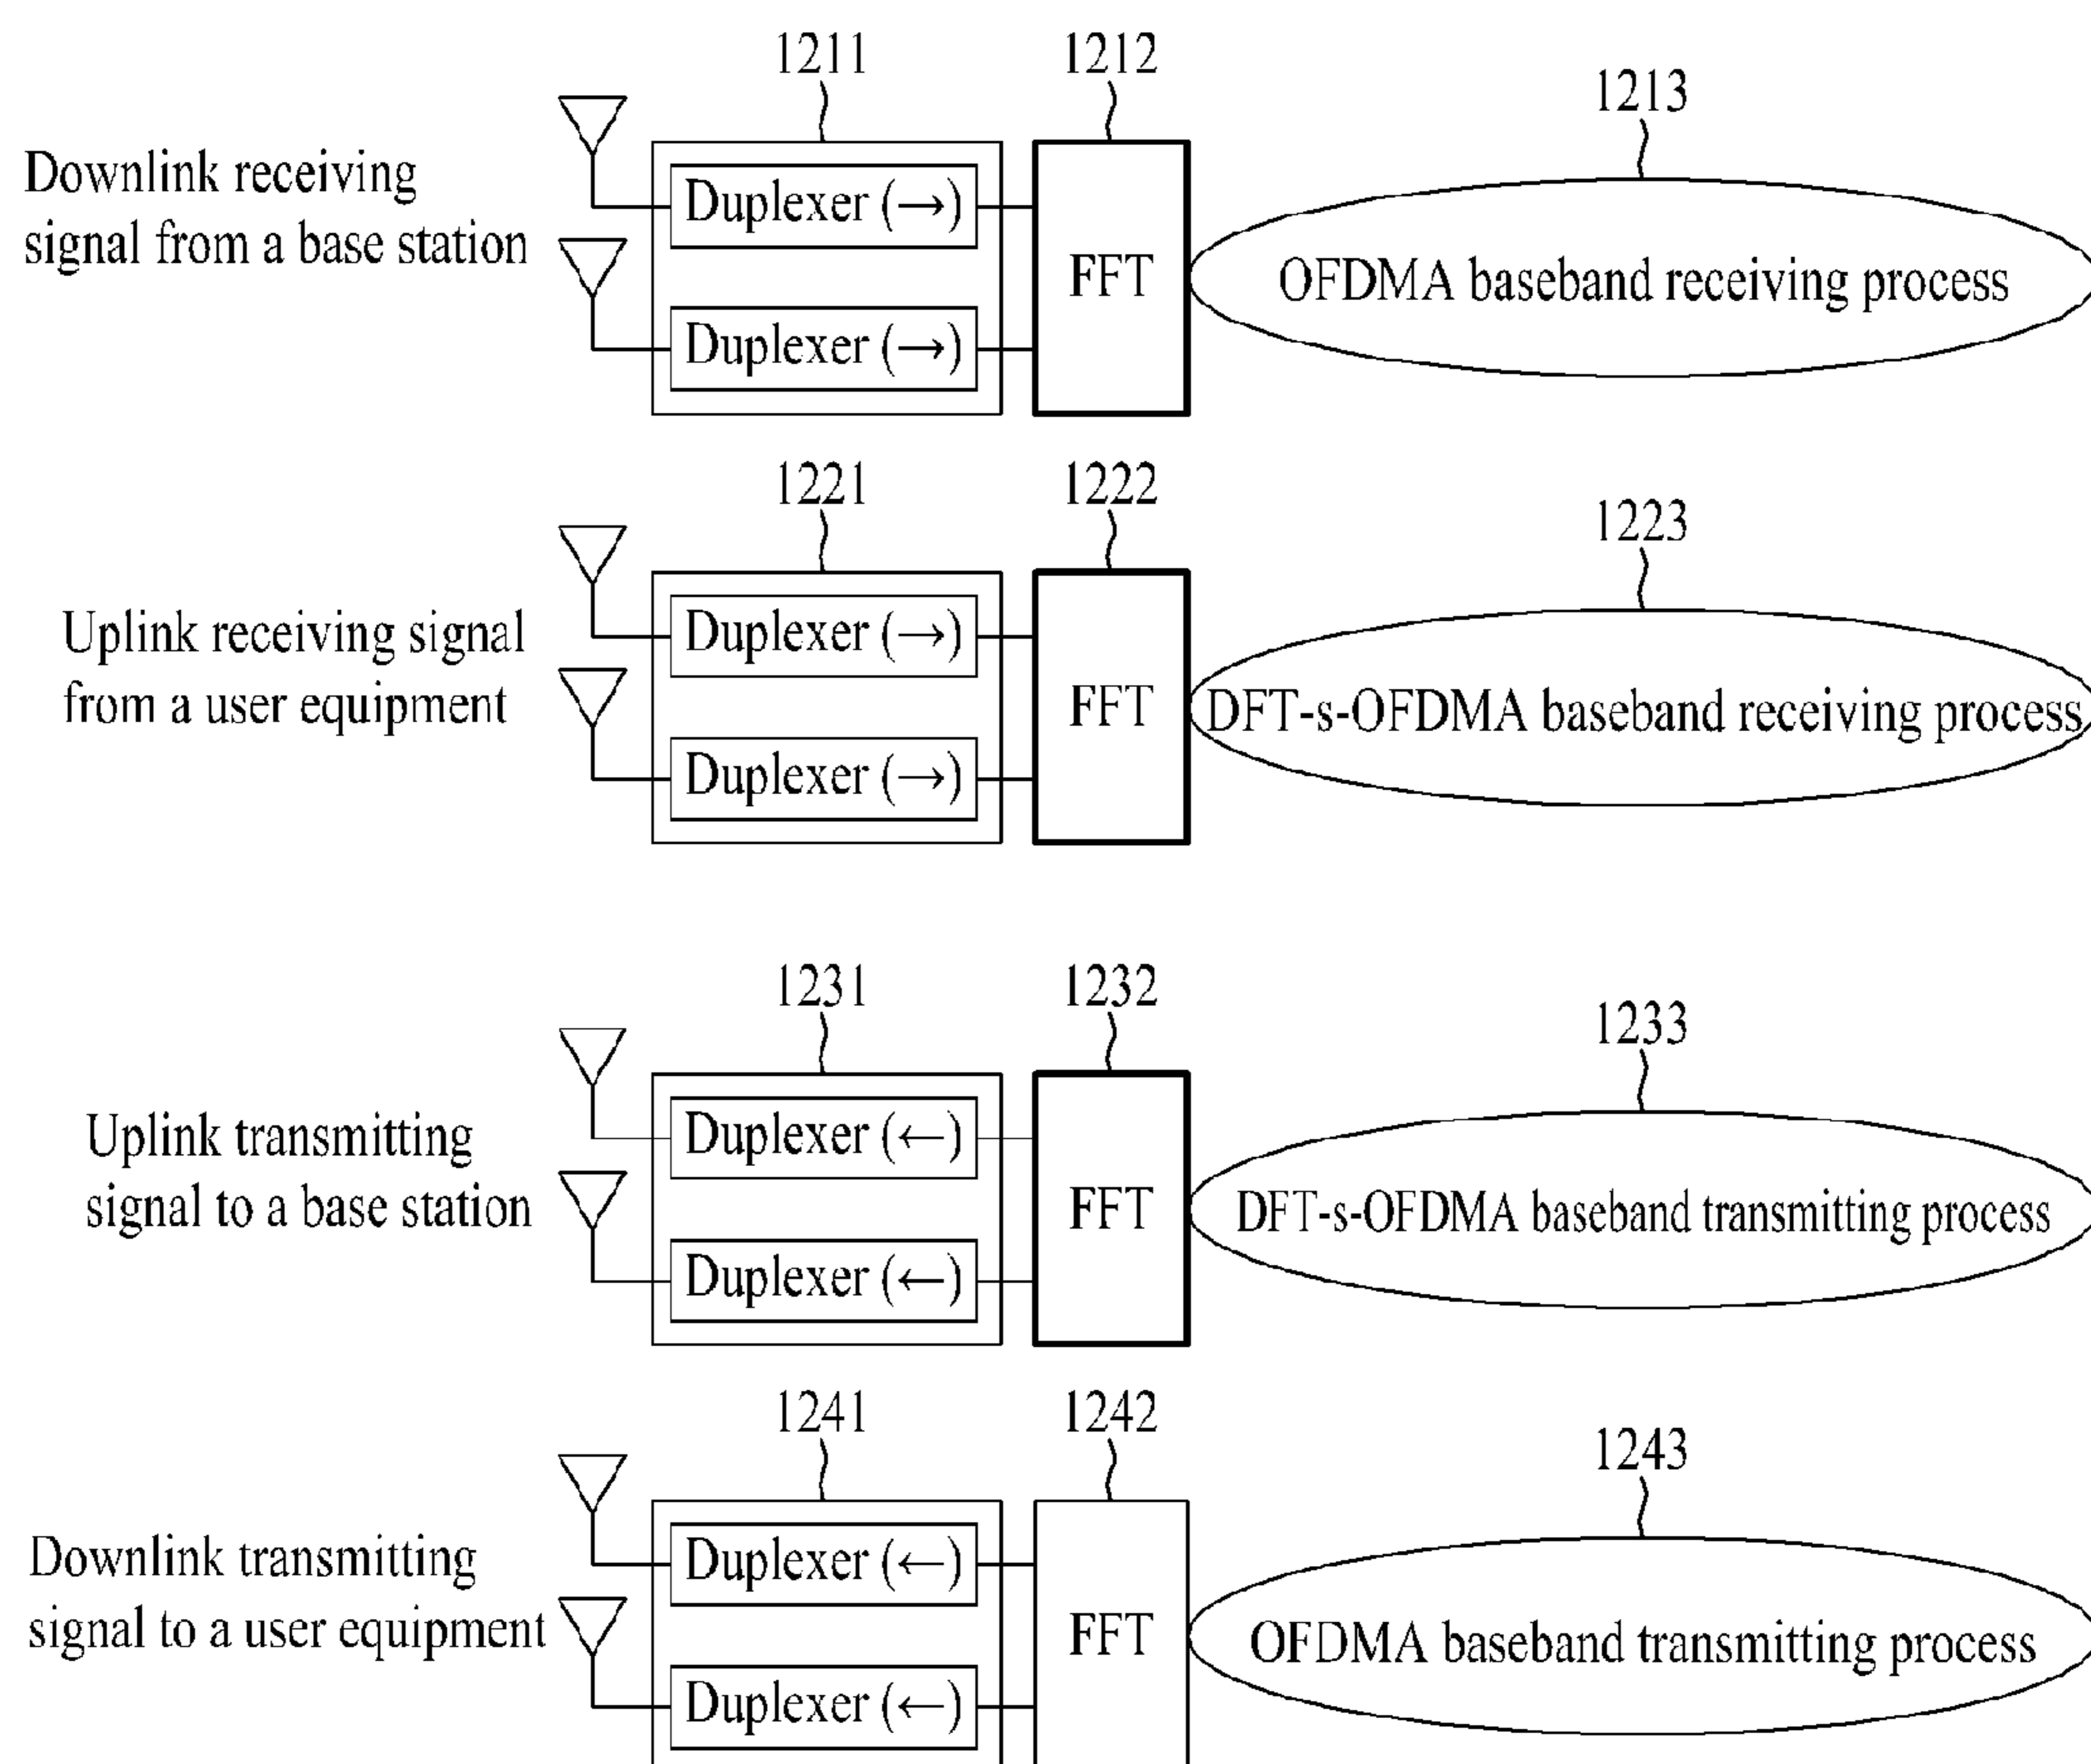 1211
1212
1213
Downlink receiving
signal from a base station
Duplexer (→)
Duplexer (→)
FFT
OFDMA baseband receiving process
1221
1222
1223
Uplink receiving signal
from a user equipment
Duplexer (→)
Duplexer (→)
FFT
DFT-s-OFDMA baseband receiving process
1231
1232
1233
Uplink transmitting
signal to a base station
Duplexer (←)
Duplexer (←)
FFT
DFT-s-OFDMA baseband transmitting process
1241
1242
1243
Downlink transmitting
signal to a user equipment
Duplexer (←)
Duplexer (←)
FFT
OFDMA baseband transmitting process